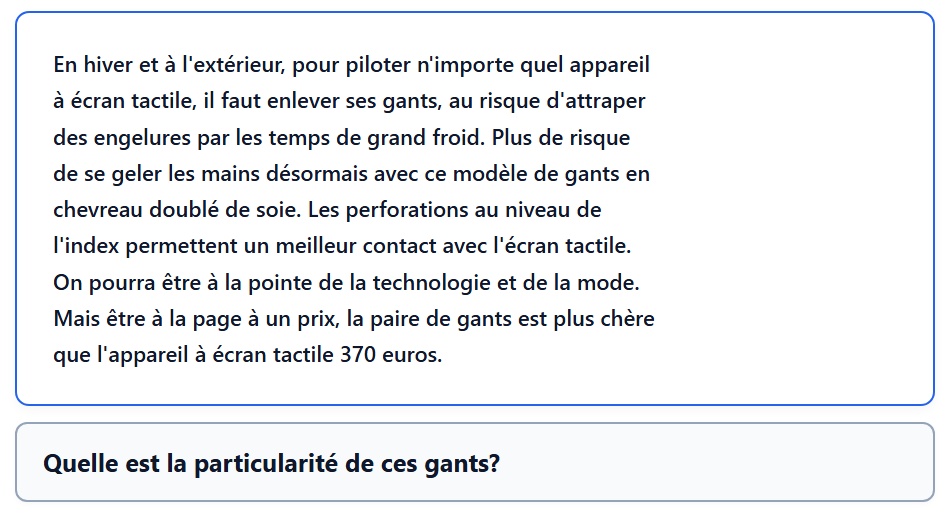 En hiver et à l'extérieur, pour piloter n'importe quel appareil
à écran tactile, il faut enlever ses gants, au risque d'attraper
des engelures par les temps de grand froid. Plus de risque
de se geler les mains désormais avec ce modèle de gants en
chevreau doublé de soie. Les perforations au niveau de
l'index permettent un meilleur contact avec l'écran tactile.
On pourra être à la pointe de la technologie et de la mode.
Mais être à la page à un prix, la paire de gants est plus chère
que l'appareil à écran tactile 370 euros.
Quelle est la particularité de ces gants?